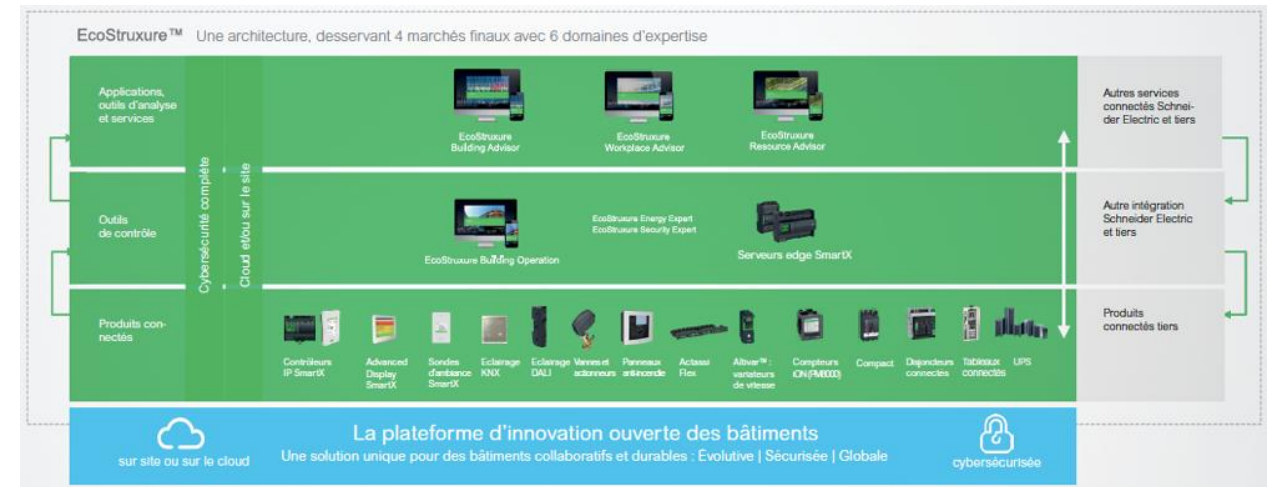 EcoStruxure™ Une architecture, desservant 4 marchés finaux avec 6 domaines d'expertise
Applications,
outils d'analyse
et services
Cybersécurité complète
Cloud et/ou sur le site
EcoStruxure
Building Advisor
EcoStruxure
Workplace Advisor
EcoStruxure
Resource Advisor
Autres services
connectés Schnei-
der Electric et tiers
Outils
de contrôle
EcoStruxure Building Operation
EcoStruxure Energy Expert
EcoStruxure Security Expert
Serveurs edge SmartX
Autre intégration
Schneider Electric
et tiers
Produits con-
nectés
Contrôleurs
IP SmartX
Advanced
Display
SmartX
Sondes
d'ambiance
SmartX
Eclairage
KNX
Eclairage
DALI
Vannes et
actionneurs
Panneaux
anti-incendie
Actassi
Flex
Altivar™ :
variateurs
de vitesse
Compteurs
ION (PM8000)
Compact
Disjoncteurs
connectés
Tableaux
connectés
UPS
Produits
connectés tiers
sur site ou sur le cloud
La plateforme d'innovation ouverte des bâtiments
Une solution unique pour des bâtiments collaboratifs et durables : Évolutive | Sécurisée | Globale
cybersécurisée